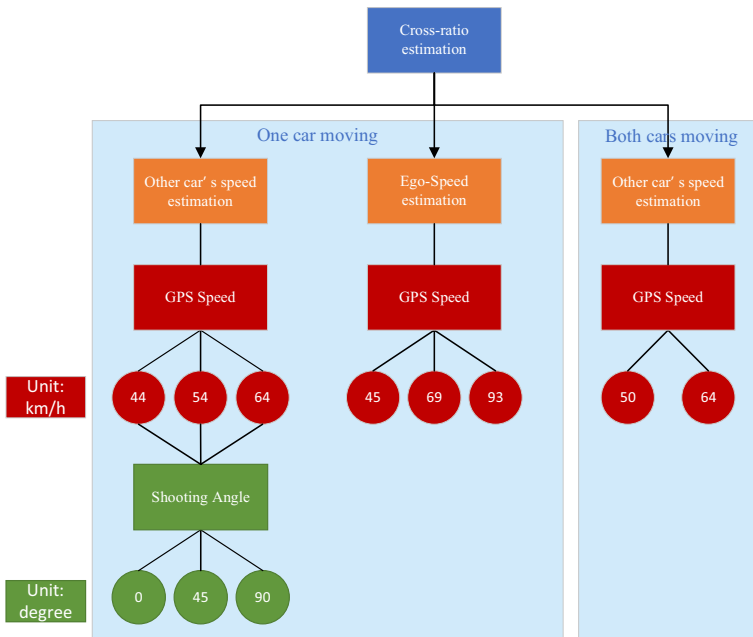 Cross-ratio
estimation
One car moving
Both cars moving
Other car’ s speed
estimation
Ego-Speed
estimation
Other car’s speed
estimation
GPS Speed
GPS Speed
GPS Speed
Unit:
km/h
44
54
64
45
69
93
50
64
Shooting Angle
Unit:
degree
0
45
90